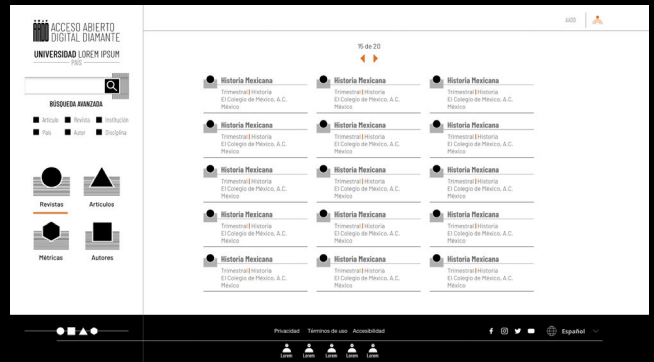 ACCESO ABIERTO
DIGITAL DIAMANTE
UNIVERSIDAD LOREM IPSUM
PAÍS
BÚSQUEDA AVANZADA
Artículo Revista Institución
País Autor Disciplina
Revistas Artículos
Métricas Autores
AADD
15 de 20
Historia Mexicana Historia Mexicana Historia Mexicana
Trimestral | Historia Trimestral | Historia Trimestral | Historia
El Colegio de México, A.C. El Colegio de México, A.C. El Colegio de México, A.C.
México México México
Historia Mexicana Historia Mexicana Historia Mexicana
Trimestral | Historia Trimestral | Historia Trimestral | Historia
El Colegio de México, A.C. El Colegio de México, A.C. El Colegio de México, A.C.
México México México
Historia Mexicana Historia Mexicana Historia Mexicana
Trimestral | Historia Trimestral | Historia Trimestral | Historia
El Colegio de México, A.C. El Colegio de México, A.C. El Colegio de México, A.C.
México México México
Historia Mexicana Historia Mexicana Historia Mexicana
Trimestral | Historia Trimestral | Historia Trimestral | Historia
El Colegio de México, A.C. El Colegio de México, A.C. El Colegio de México, A.C.
México México México
Historia Mexicana Historia Mexicana Historia Mexicana
Trimestral | Historia Trimestral | Historia Trimestral | Historia
El Colegio de México, A.C. El Colegio de México, A.C. El Colegio de México, A.C.
México México México
Privacidad Términos de uso Accesibilidad Español
Lorem Lorem Lorem Lorem Lorem